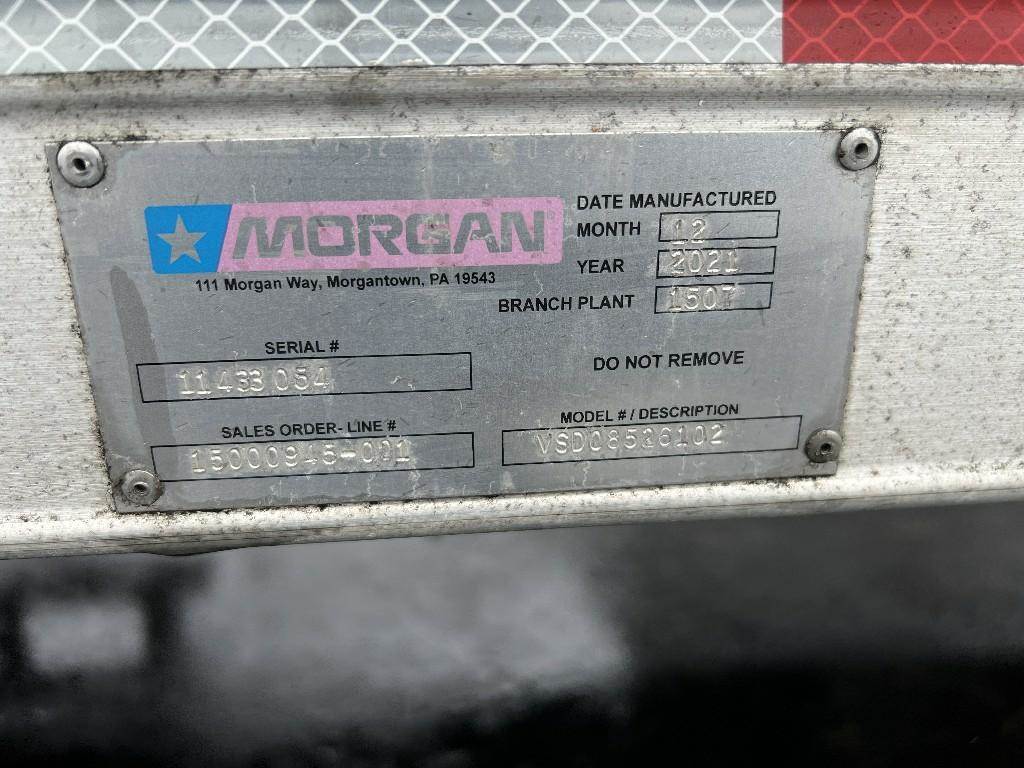 MORGAN
111 Morgan Way, Morgantown, PA 19543
DATE MANUFACTURED
MONTH 12
YEAR 2021
BRANCH PLANT 1507
SERIAL #
11433054
DO NOT REMOVE
SALES ORDER- LINE #
15000945-001
MODEL # / DESCRIPTION
VSD08526102